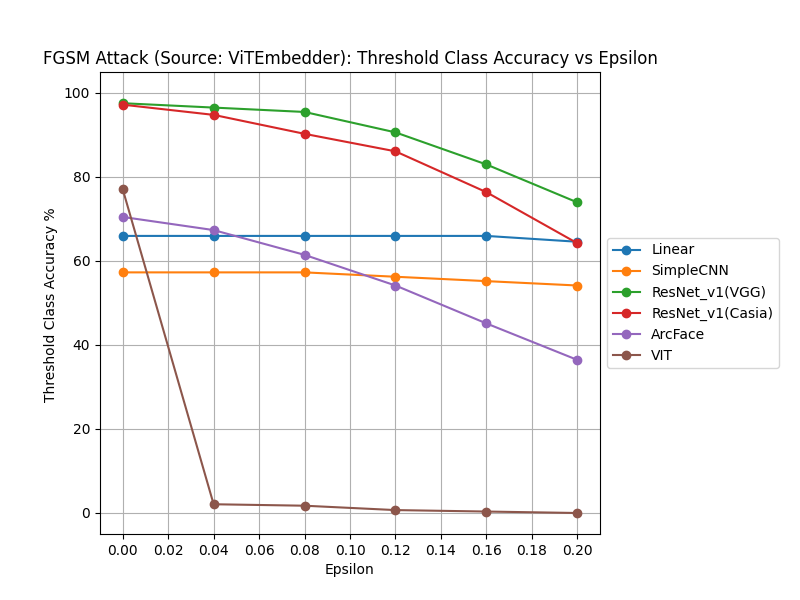 FGSM Attack (Source: ViTEmbedder): Threshold Class Accuracy vs Epsilon
Threshold Class Accuracy %
100
80
60
40
20
0
0.00 0.02 0.04 0.06 0.08 0.10 0.12 0.14 0.16 0.18 0.20
Epsilon
Linear
SimpleCNN
ResNet_v1(VGG)
ResNet_v1(Casia)
ArcFace
VIT